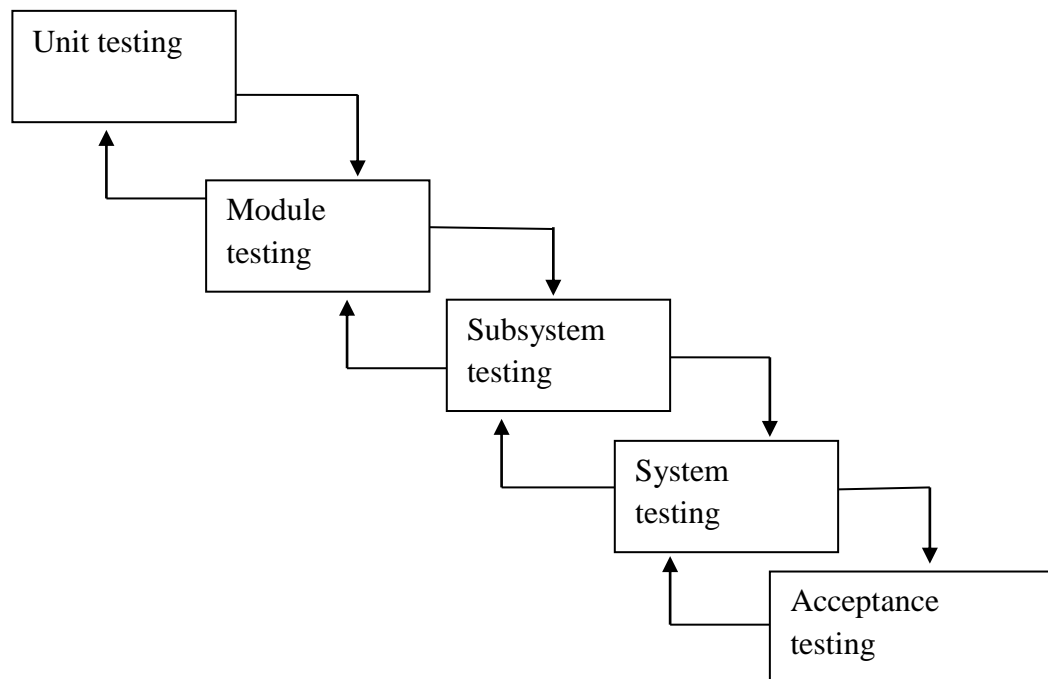 Unit testing
Module
testing
Subsystem
testing
System
testing
Acceptance
testing